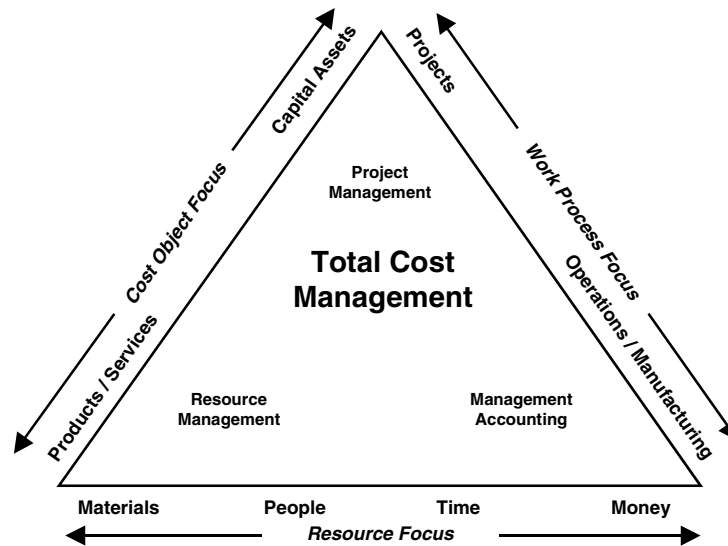 Capital Assets
Cost Object Focus
Products / Services
Projects
Work Process Focus
Operations / Manufacturing
Project
Management
Total Cost
Management
Resource
Management
Management
Accounting
Materials People Time Money
Resource Focus